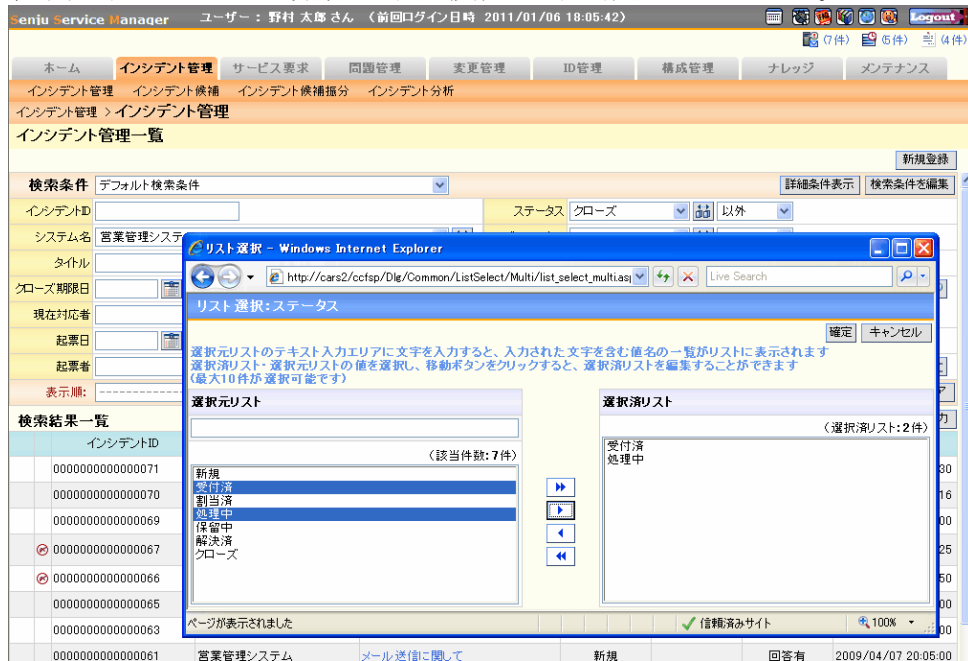 Senju Service Manager ユーザー：野村 太郎 さん （前回ログイン日時 2011/01/06 18:05:42） Logout
(7件) (5件) (4件)
ホーム インシデント管理 サービス要求 問題管理 変更管理 ID管理 構成管理 ナレッジ メンテナンス
インシデント管理 インシデント候補 インシデント候補振分 インシデント分析
インシデント管理 > インシデント管理
インシデント管理一覧
新規登録
検索条件 デフォルト検索条件 詳細条件表示 検索条件を編集
インシデントID ステータス クローズ 以外
システム名 営業管理システ
タイトル
クローズ期限日
現在対応者
起票日
起票者
表示順:
検索結果一
インシデントID
0000000000000071 30
0000000000000070 16
0000000000000069 00
0000000000000067 25
0000000000000066 50
0000000000000065 00
0000000000000063 00
0000000000000061 営業管理システム メール送信に関して 新規 回答有 2009/04/07 20:05:00
リスト選択 - Windows Internet Explorer
http://cars2/ccfsp/Dlg/Common/ListSelect/Multi/list_select_multi.as Live Search
リスト選択：ステータス
確定 キャンセル
選択元リストのテキスト入力エリアに文字を入力すると、入力された文字を含む値名の一覧がリストに表示されます
選択済リスト・選択元リストの値を選択し、移動ボタンをクリックすると、選択済リストを編集することができます
(最大10件が選択可能です)
選択元リスト
（該当件数:7件）
新規
受付済
割当済
処理中
保留中
解決済
クローズ
選択済リスト
（選択済リスト:2件）
受付済
処理中
ページが表示されました 信頼済みサイト 100%